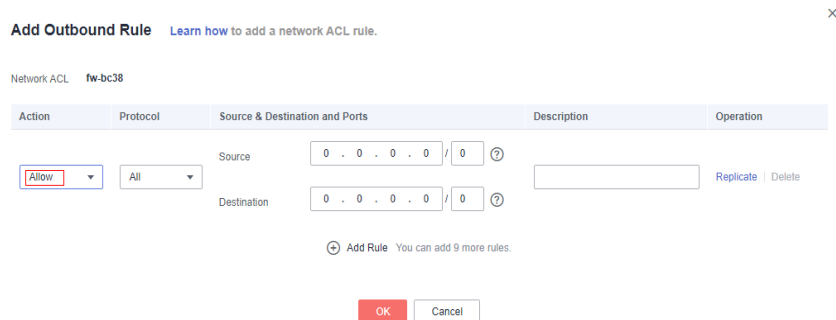 ×
Add Outbound Rule Learn how to add a network ACL rule.
Network ACL fw-bc38
Action Protocol Source & Destination and Ports Description Operation
Source 0 . 0 . 0 . 0 / 0 ?
Allow All Replicate | Delete
Destination 0 . 0 . 0 . 0 / 0 ?
+ Add Rule You can add 9 more rules.
OK Cancel